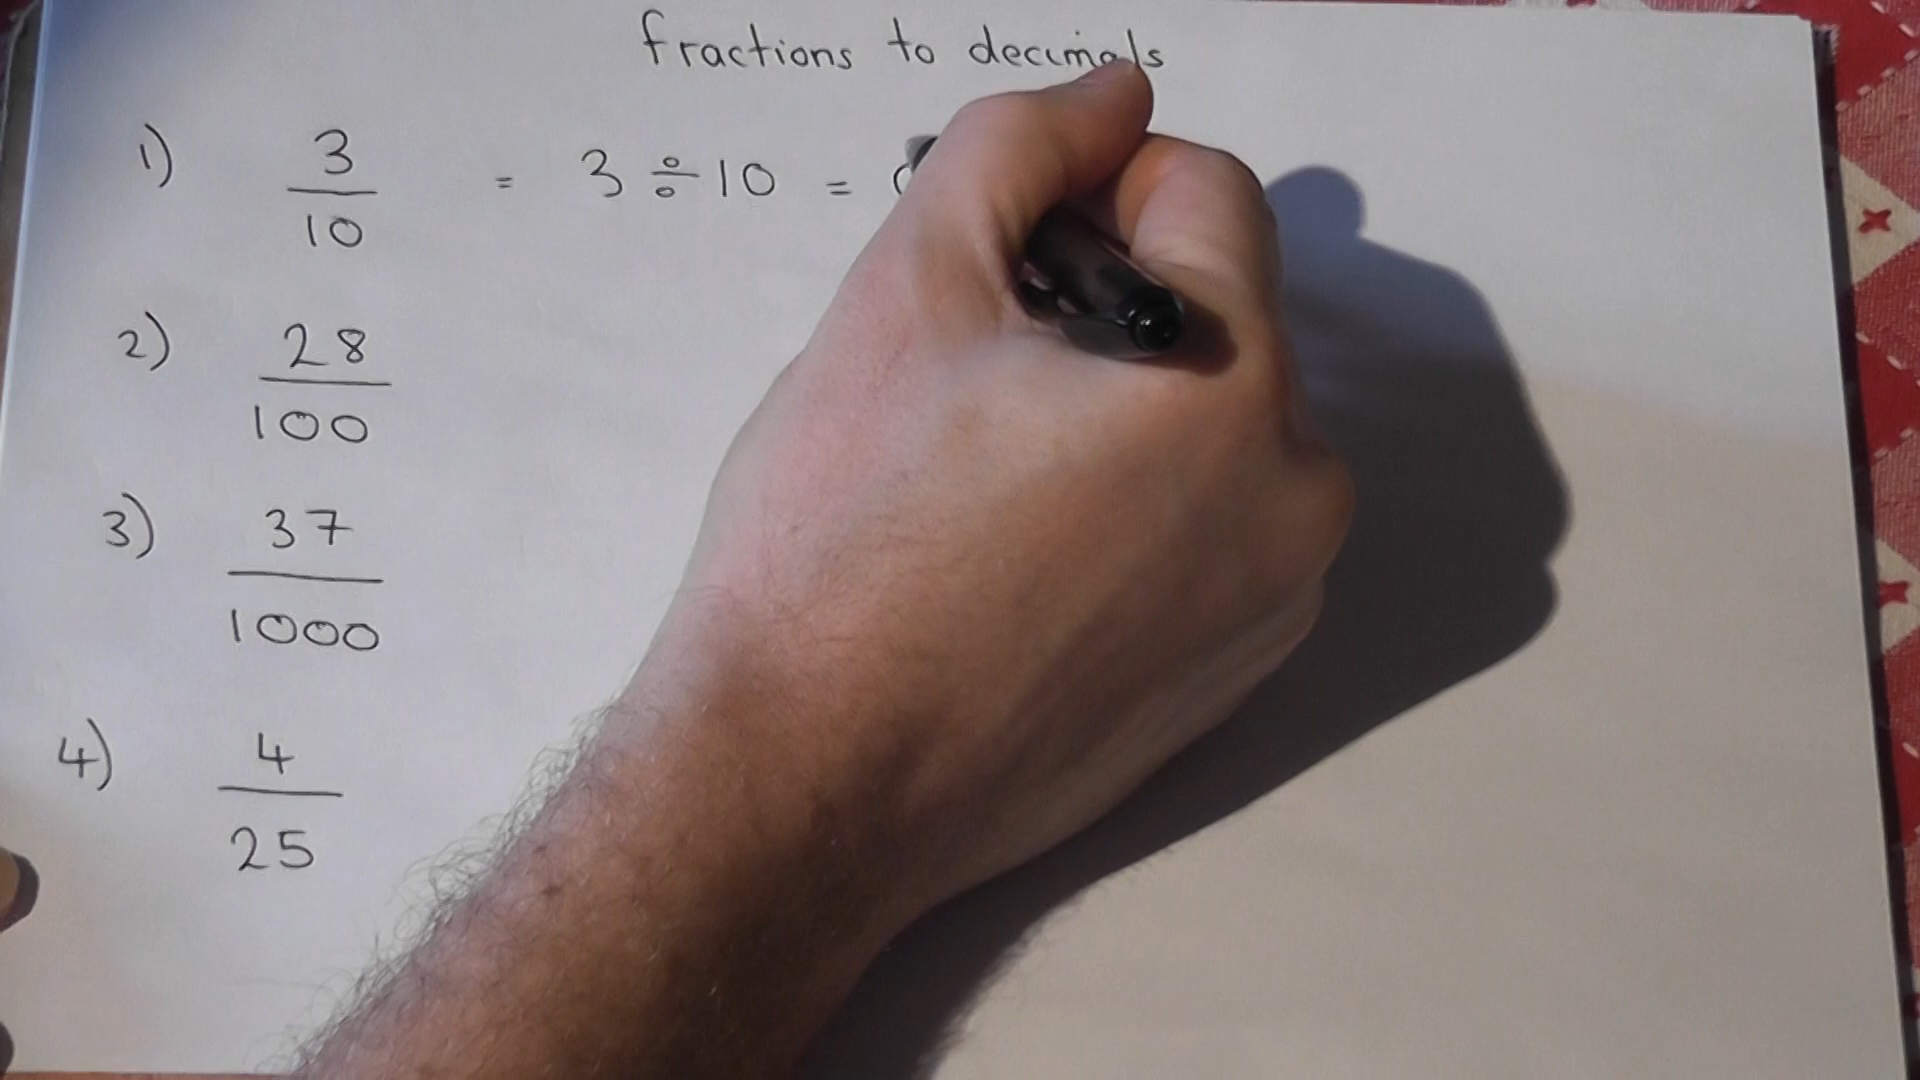 fractions to decimals
1) 3/10 = 3 ÷ 10 =
2) 28/100
3) 37/1000
4) 4/25